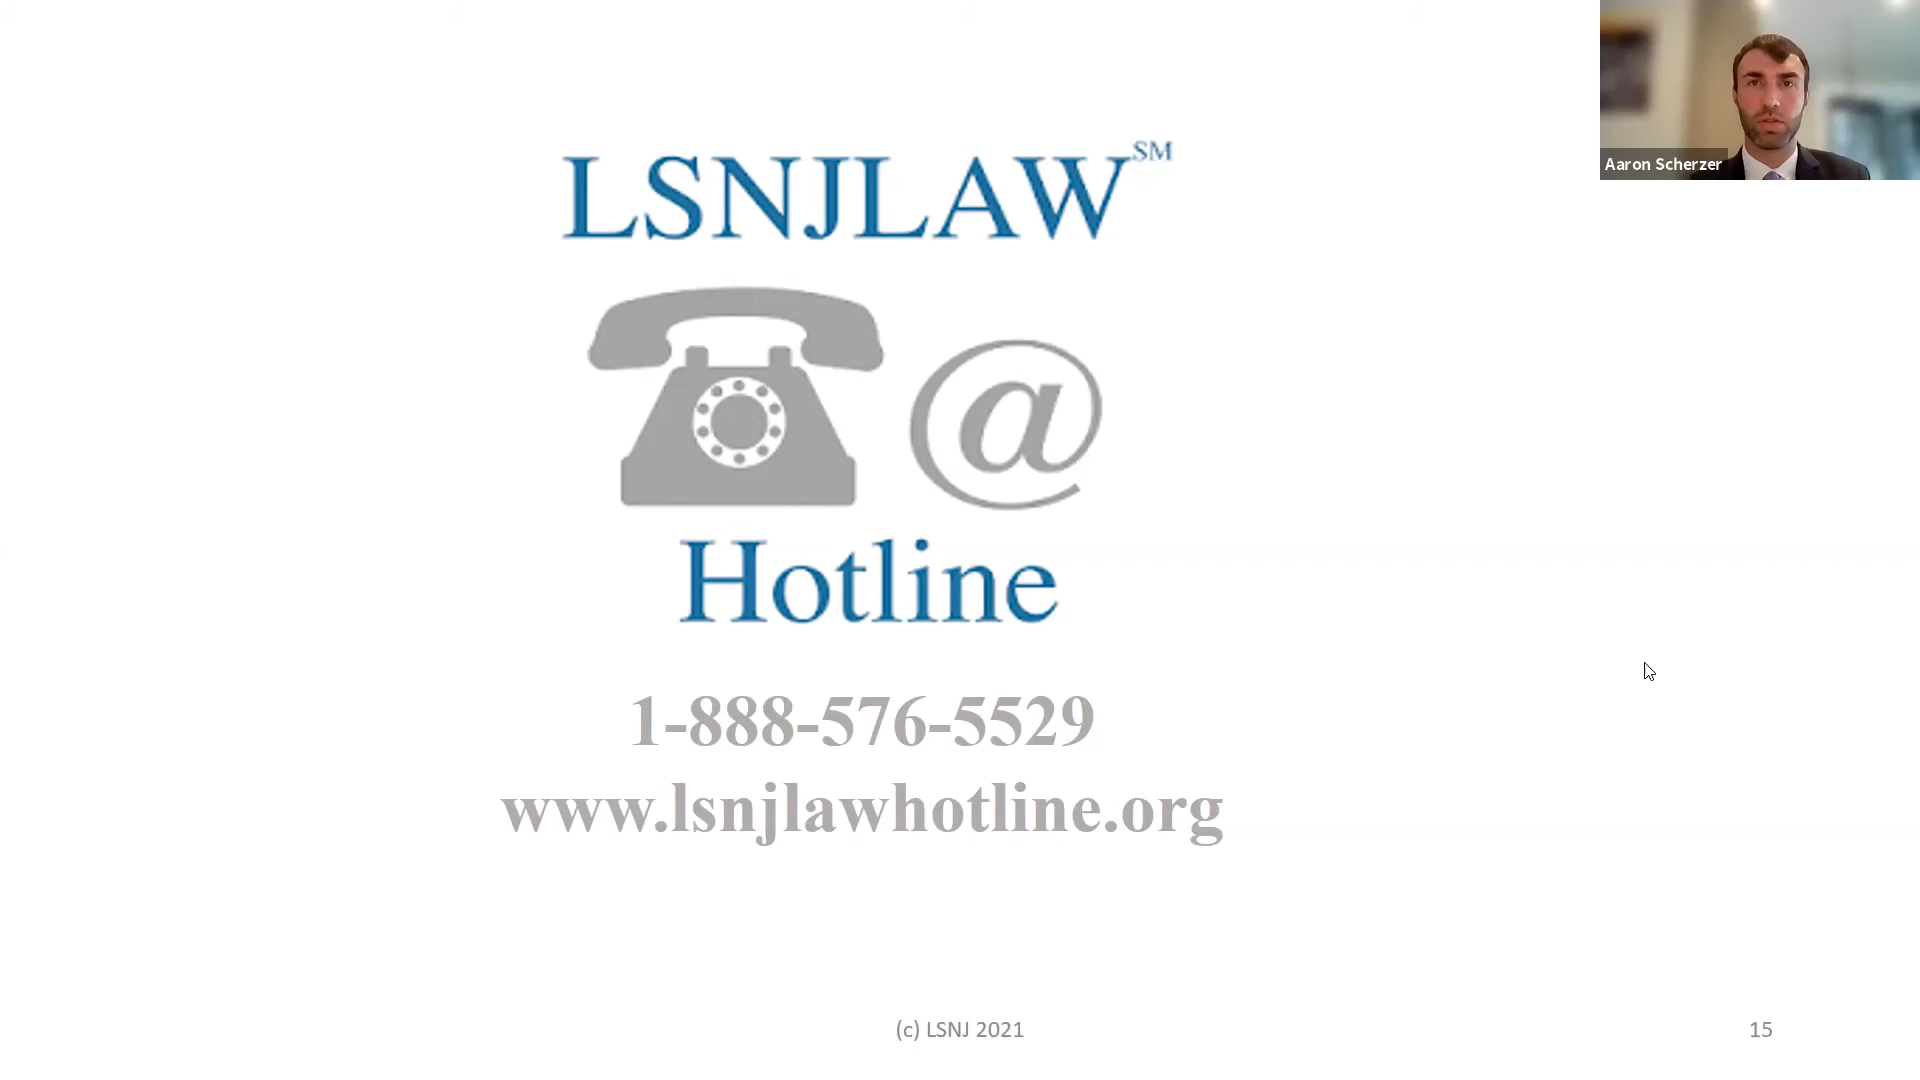 LSNJLAW SM
@
Hotline
1-888-576-5529
www.lsnjlawhotline.org
(c) LSNJ 2021
15
Aaron Scherzer